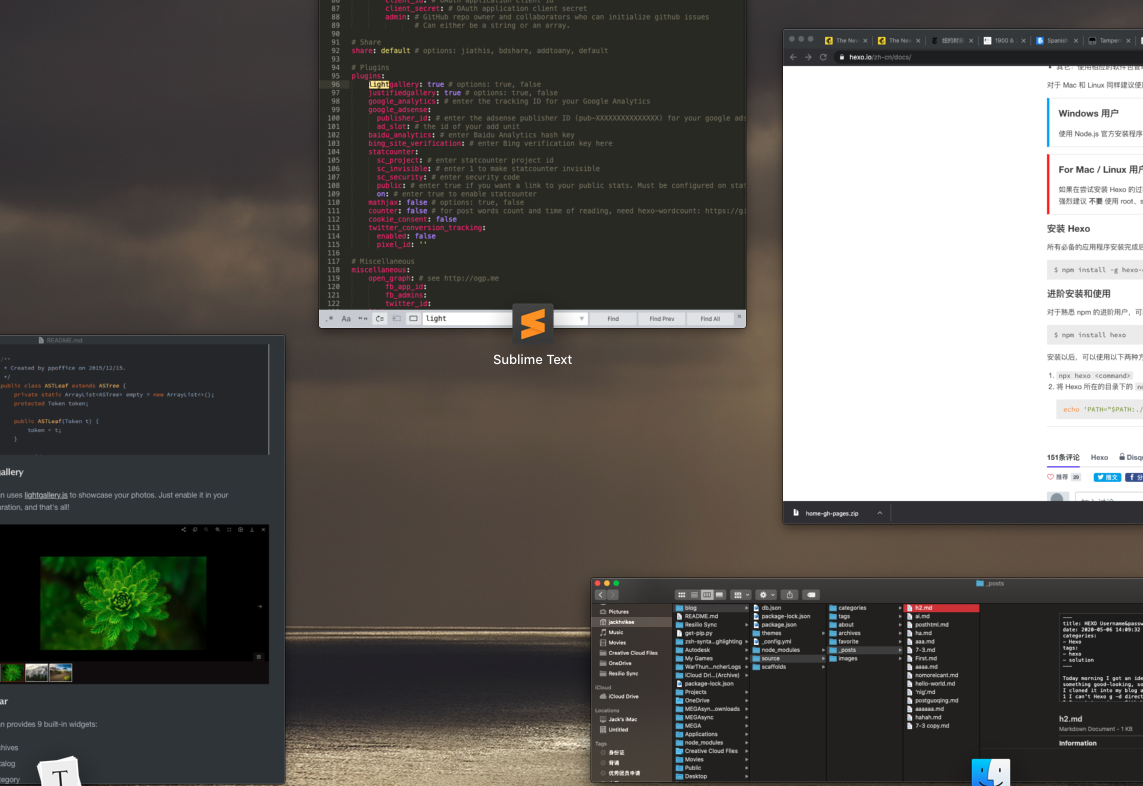 86 client_id: # OAuth application client id
87 client_secret: # OAuth application client secret
88 admin: # GitHub repo owner and collaborators who can initialize github issues
89 # Can either be a string or an array.
90
91 # Share
92 share: default # options: jiathis, bdshare, addtoany, default
93
94 # Plugins
95 plugins:
96 lightgallery: true # options: true, false
97 justifiedgallery: true # options: true, false
98 google_analytics: # enter the tracking ID for your Google Analytics
99 google_adsense:
100 publisher_id: # enter the adsense publisher ID (pub-XXXXXXXXXXXXXXX) for your google ad
101 ad_slot: # the id of your add unit
102 baidu_analytics: # enter Baidu Analytics hash key
103 bing_site_verification: # enter Bing verification key here
104 statcounter:
105 sc_project: # enter statcounter project id
106 sc_invisible: # enter 1 to make statcounter invisible
107 sc_security: # enter security code
108 public: # enter true if you want a link to your public stats. Must be configured on stat
109 on: # enter true to enable statcounter
110 mathjax: false # options: true, false
111 counter: false # for post words count and time of reading, need hexo-wordcount: https://g
112 cookie_consent: false
113 twitter_conversion_tracking:
114 enabled: false
115 pixel_id: ''
116
117 # Miscellaneous
118 miscellaneous:
119 open_graph: # see http://ogp.me
120 fb_app_id:
121 fb_admins:
122 twitter_id:
.* Aa “” light Find Find Prev Find All
Sublime Text
The New The New 1900 & Spanish Tamper
hexo.io/zh-cn/docs/
对于 Mac 和 Linux 同样建议使
Windows 用户
使用 Node.js 官方安装程序
For Mac / Linux 用户
如果在尝试安装 Hexo 的过
强烈建议 不要 使用 root、s
安装 Hexo
所有必备的应用程序安装完成后
$ npm install -g hexo-
进阶安装和使用
对于熟悉 npm 的进阶用户，可
$ npm install hexo
安装以后，可以使用以下两种方
1. npx hexo <command>
2. 将 Hexo 所在的目录下的
echo 'PATH="$PATH:./
151条评论 Hexo Disqu
推荐 20 推文 f 分
home-gh-pages.zip
README.md
/**
* Created by ppoffice on 2015/12/15.
*/
public class ASTLeaf extends ASTree {
private static ArrayList<ASTree> empty = new ArrayList<>();
protected Token token;
public ASTLeaf(Token t) {
token = t;
}
allery
n uses lightgallery.js to showcase your photos. Just enable it in your
uration, and that's all!
ar
n provides 9 built-in widgets:
chives
talog
tegory
T
_posts
Pictures
jackhvikee
Music
Movies
Creative Cloud Files
OneDrive
Resilio Sync
iCloud
iCloud Drive
Locations
Jack's iMac
Untitled
Tags
身份证
背诵
优秀团员申请
blog
README.md
Resilio Sync
get-pip.py
zsh-synta...ghlighting
Autodesk
My Games
WarThun...ncherLogs
iCloud Dri...(Archive)
package-lock.json
Projects
OneDrive
MEGAsyn...ownloads
MEGAsync
MEGA
Applications
node_modules
Creative Cloud Files
Movies
Public
Desktop
db.json
package-lock.json
package.json
themes
_config.yml
node_modules
source
scaffolds
categories
tags
about
archives
favorite
_posts
images
h2.md
ai.md
posthtml.md
ha.md
aaa.md
7-3.md
First.md
aaaa.md
nomoreicant.md
hello-world.md
'nig'.md
postguoqing.md
aaaaaa.md
hahah.md
7-3 copy.md
title: HEXO Username&passw
date: 2020-05-06 14:09:32
categories:
- Hexo
tags:
- hexo
- solution
Today morning I got an ide
something good-looking, so
I cloned it into my blog a
1 I can't Hexo g -d direct
h2.md
Markdown Document - 1 KB
Information